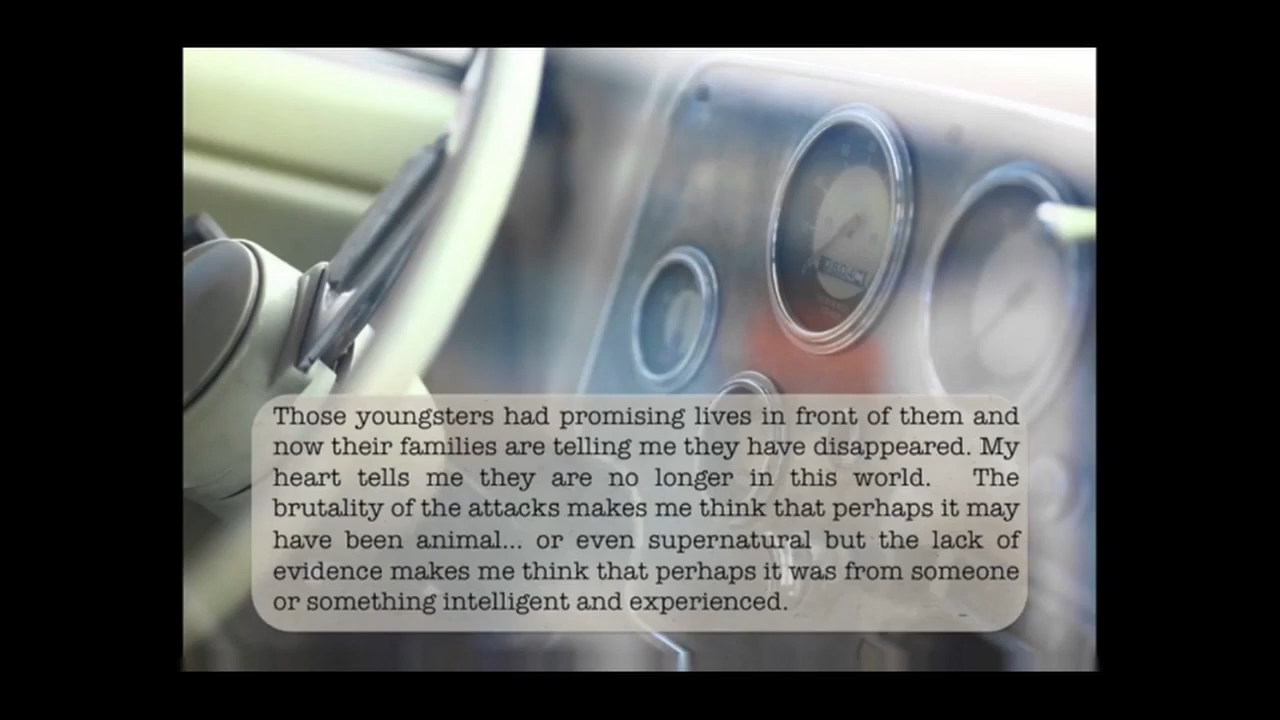 Those youngsters had promising lives in front of them and
now their families are telling me they have disappeared. My
heart tells me they are no longer in this world. The
brutality of the attacks makes me think that perhaps it may
have been animal... or even supernatural but the lack of
evidence makes me think that perhaps it was from someone
or something intelligent and experienced.